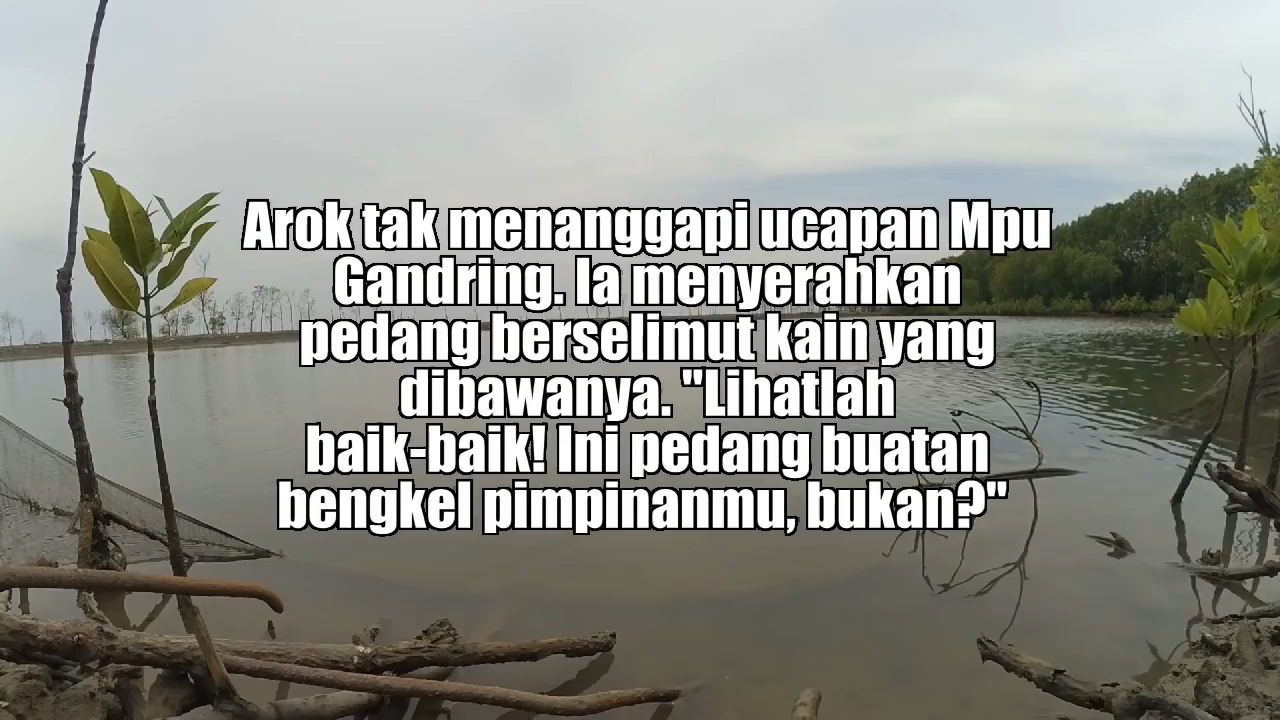 Arok tak menanggapi ucapan Mpu
Gandring. Ia menyerahkan
pedang berselimut kain yang
dibawanya. "Lihatlah
baik-baik! Ini pedang buatan
bengkel pimpinanmu, bukan?"